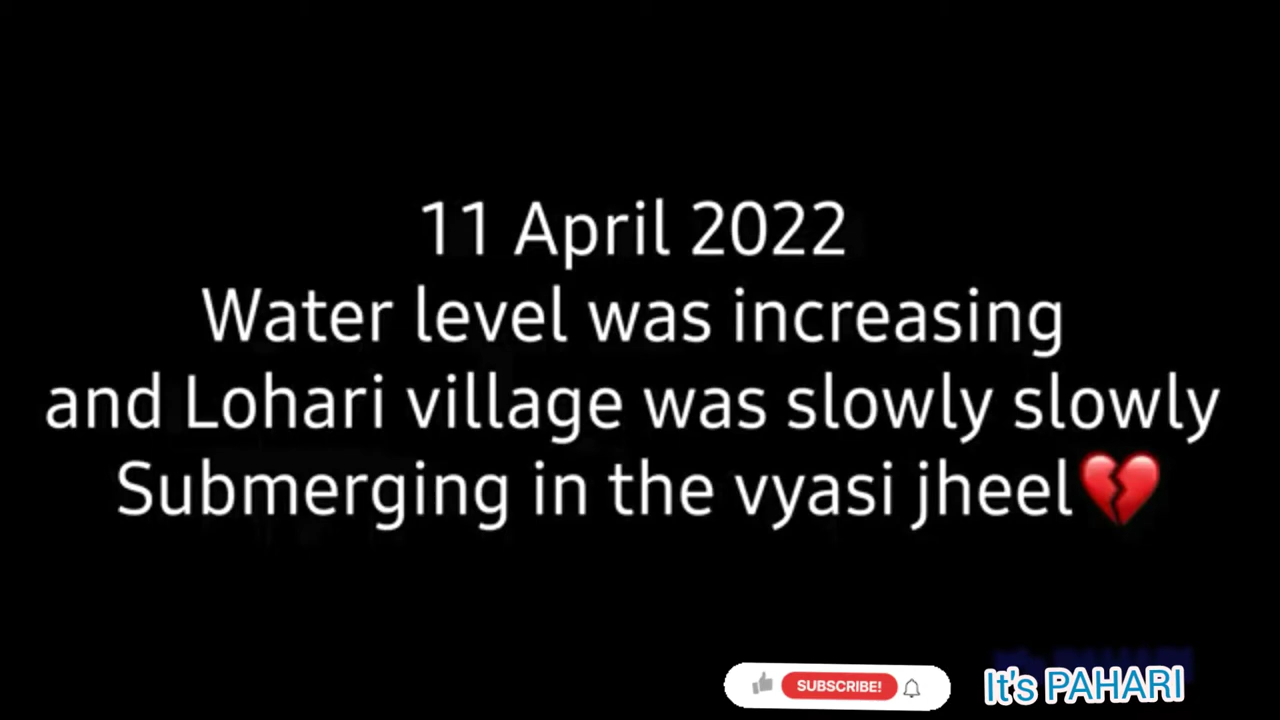 11 April 2022
Water level was increasing
and Lohari village was slowly slowly
Submerging in the vyasi jheel💔
SUBSCRIBE!
It's PAHARI